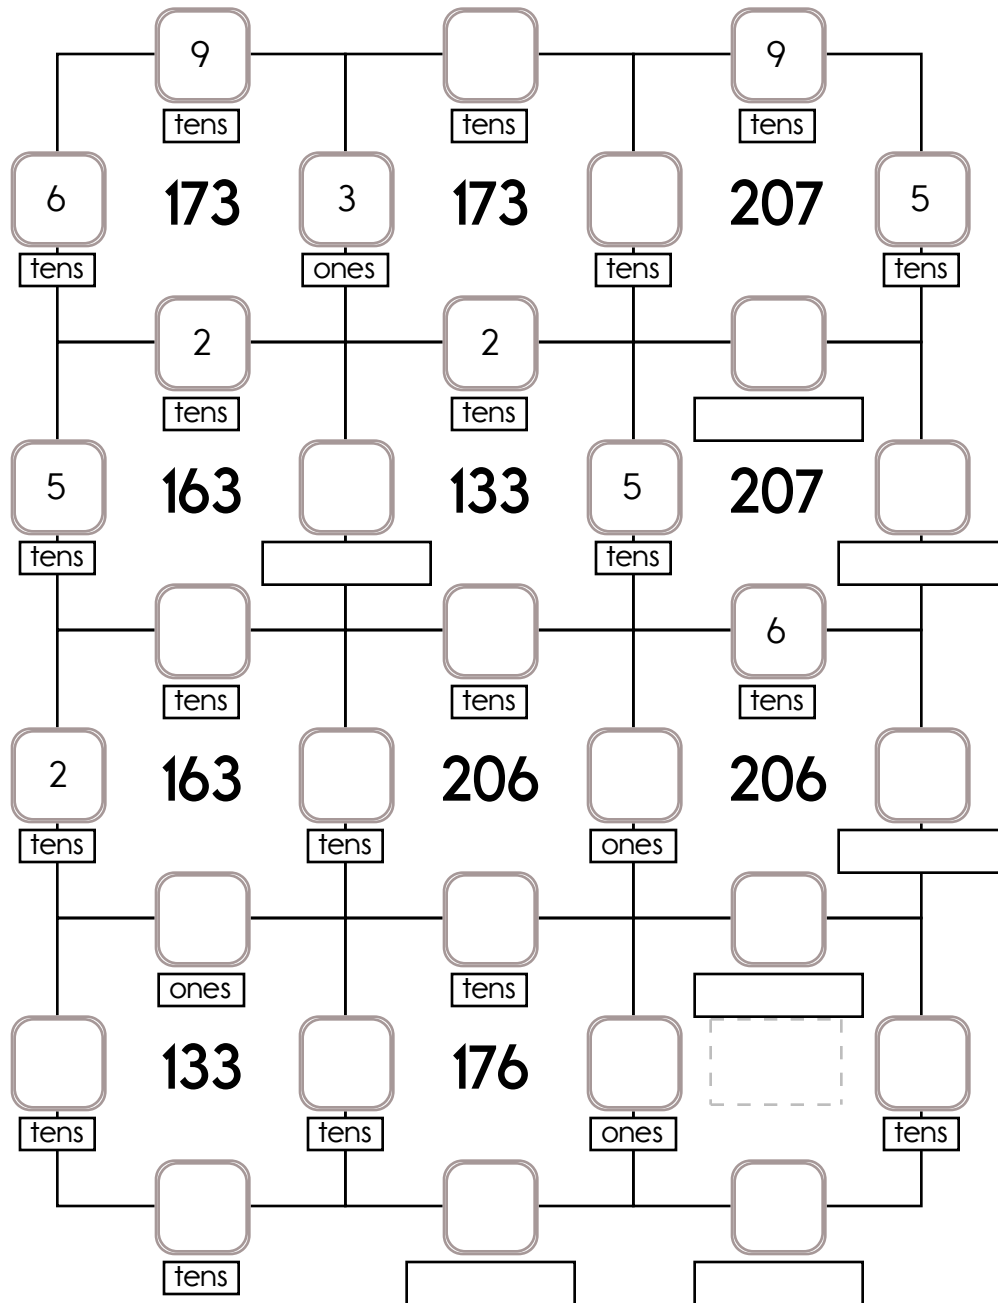 9 9
tens tens tens
6 173 3 173 207 5
tens ones tens tens
2 2
tens tens
5 163 133 5 207
tens tens
6
tens tens tens
2 163 206 206
tens tens ones
ones tens
133 176
tens tens ones tens
tens